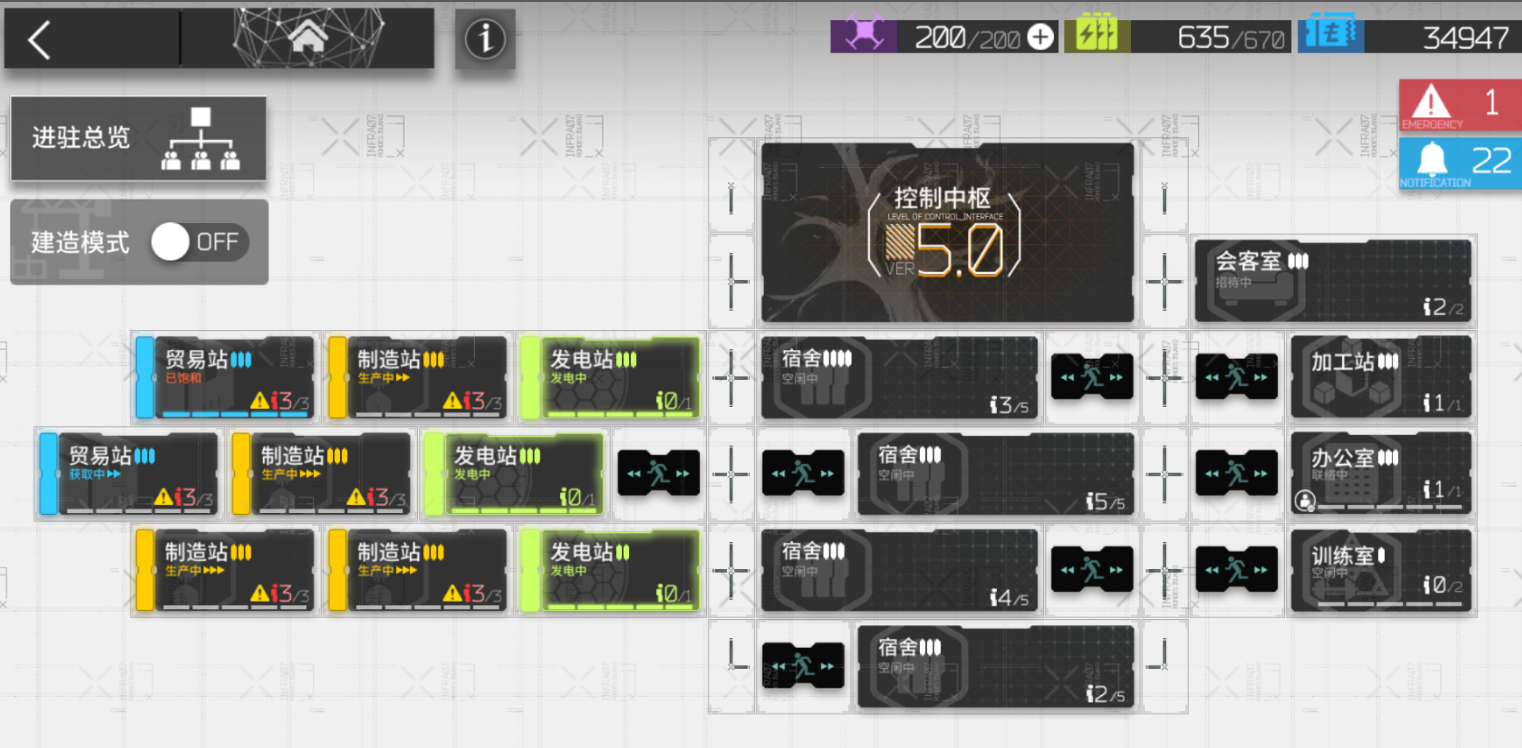 200/200
635/670
34947
进驻总览
1
EMERGENCY
建造模式 OFF
22
NOTIFICATION
控制中枢
LEVEL OF CONTROL_INTERFACE
VER 5.0
会客室
招待中
2/2
贸易站
已饱和
3/3
制造站
生产中
3/3
发电站
发电中
0/1
宿舍
空闲中
3/5
加工站
1/1
贸易站
获取中
3/3
制造站
生产中
3/3
发电站
发电中
0/1
宿舍
空闲中
5/5
办公室
联络中
1/1
制造站
生产中
3/3
制造站
生产中
3/3
发电站
发电中
0/1
宿舍
空闲中
4/5
训练室
空闲中
0/2
宿舍
空闲中
2/5